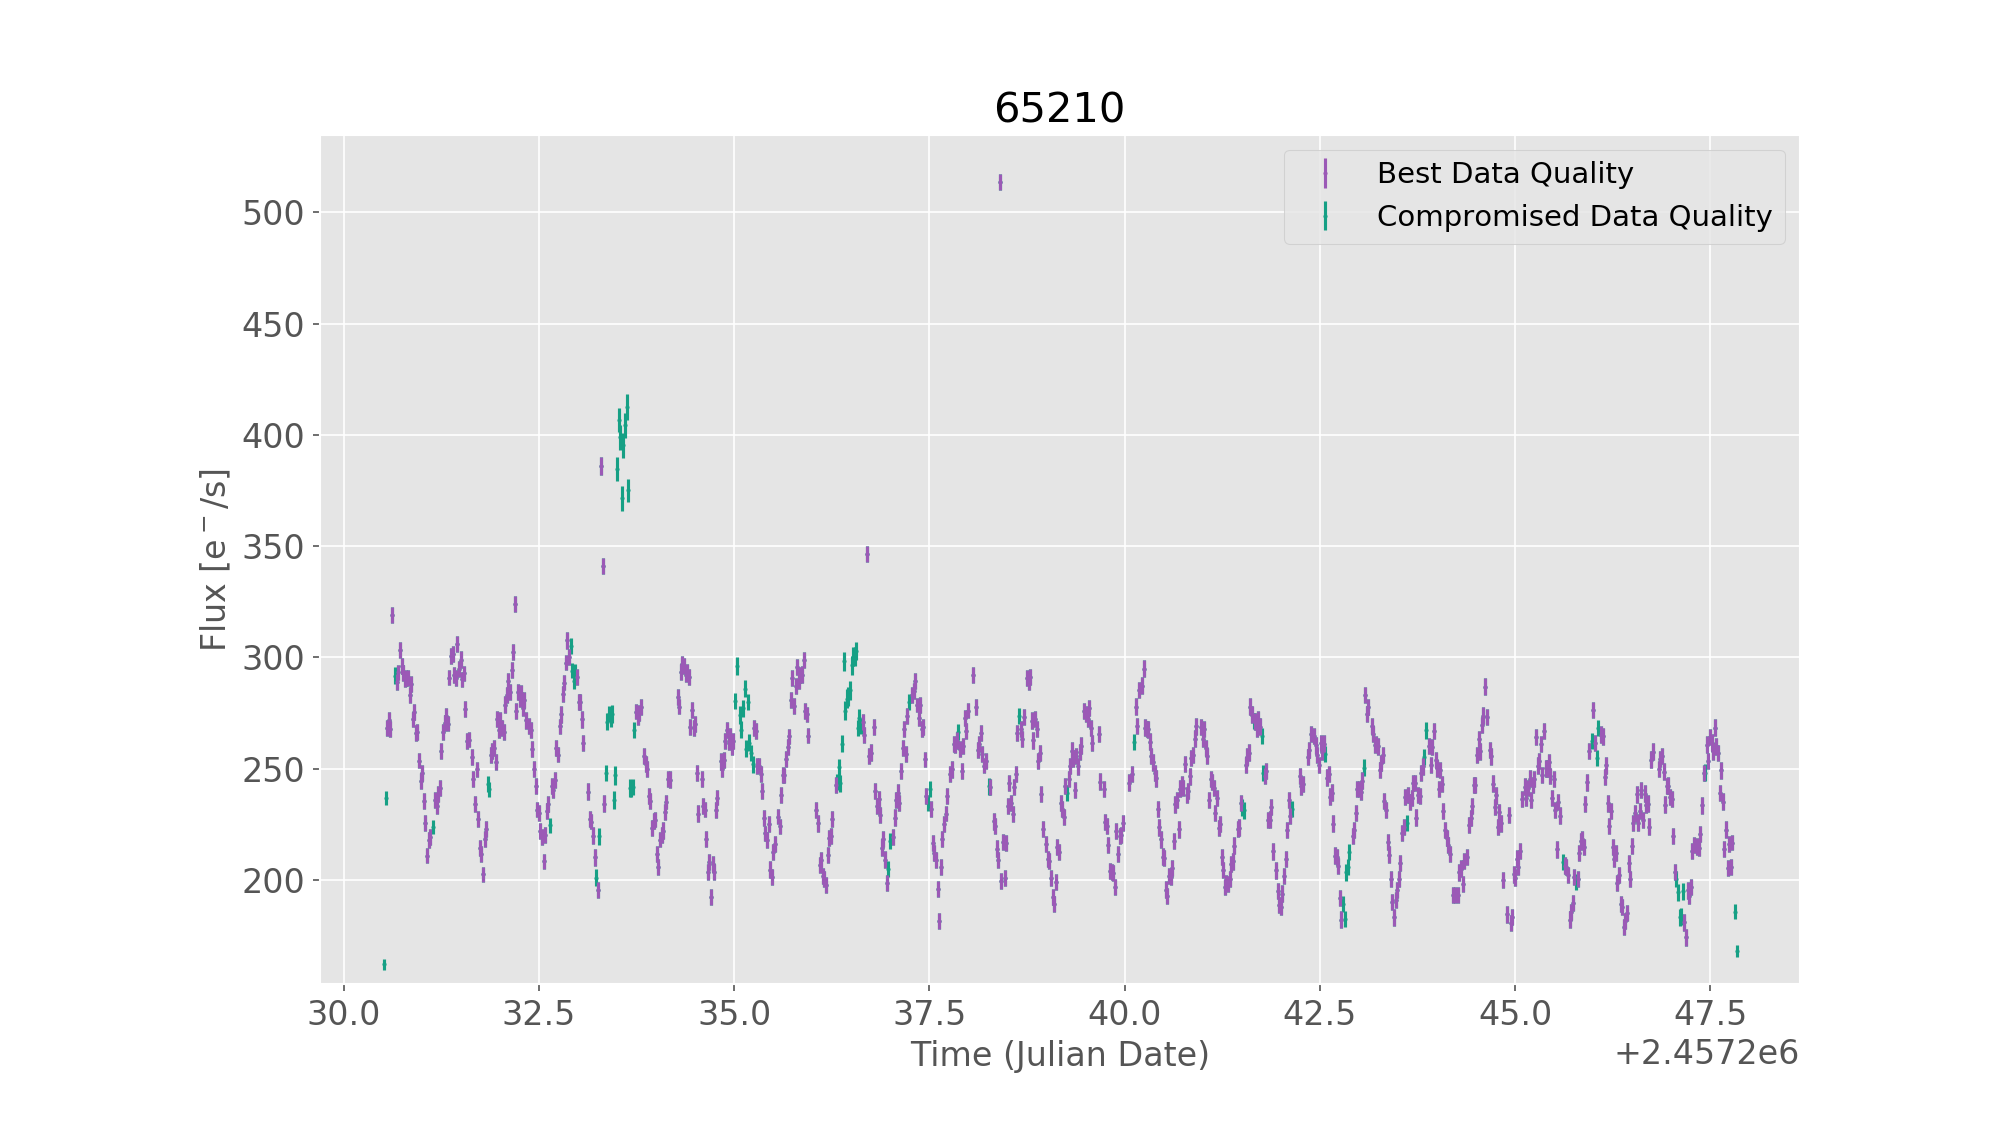 65210
Best Data Quality
Compromised Data Quality
500
450
400
350
300
250
200
Flux [e⁻/s]
30.0 32.5 35.0 37.5 40.0 42.5 45.0 47.5
Time (Julian Date)
+2.4572e6